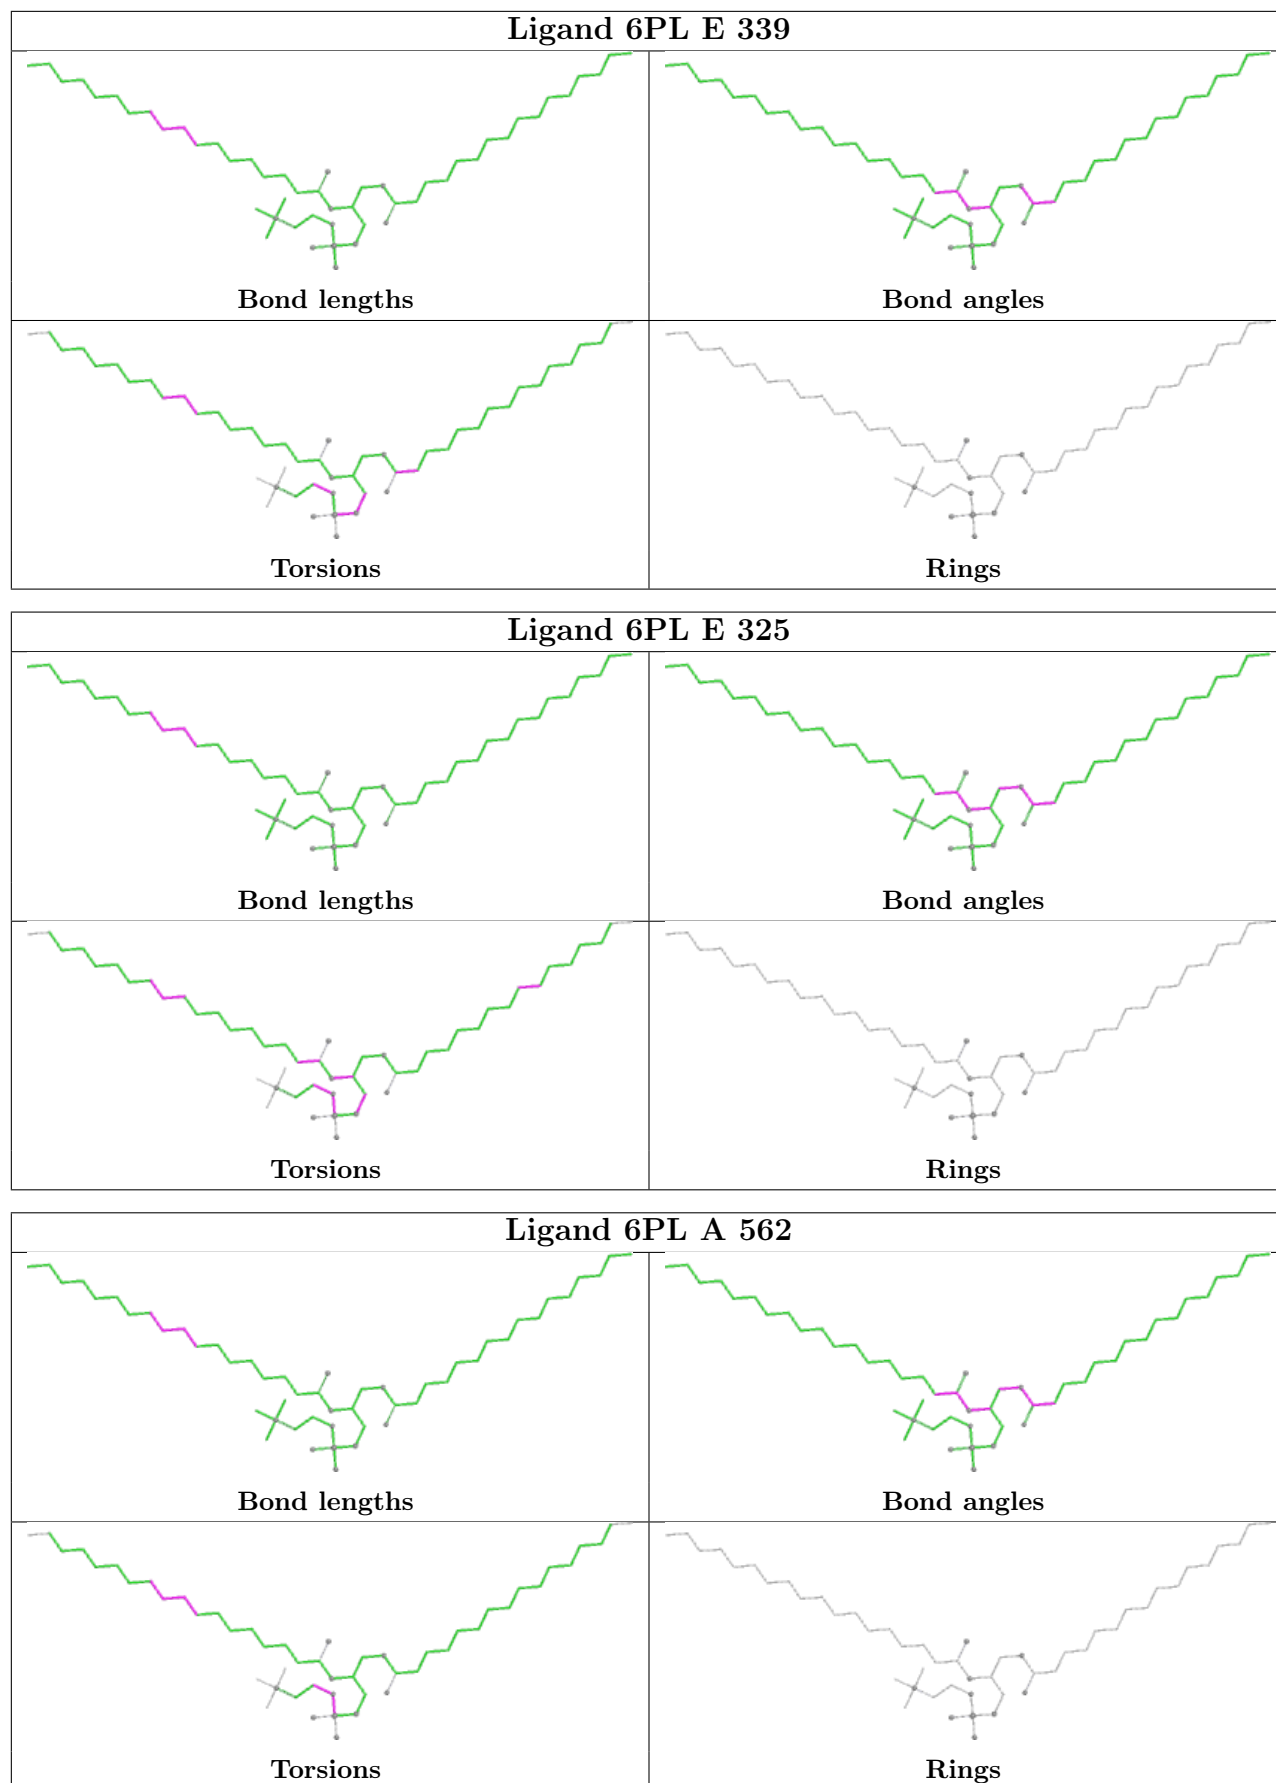 Ligand 6PL E 339
Bond lengths
Bond angles
Torsions
Rings
Ligand 6PL E 325
Bond lengths
Bond angles
Torsions
Rings
Ligand 6PL A 562
Bond lengths
Bond angles
Torsions
Rings